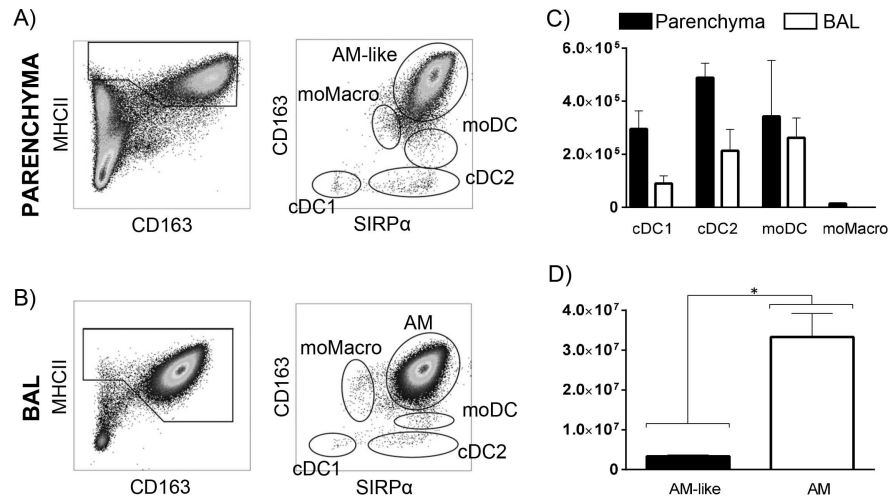 A)
PARENCHYMA
MHCII
CD163
CD163
AM-like
moMacro
moDC
cDC2
cDC1
SIRPα
B)
BAL
MHCII
CD163
CD163
AM
moMacro
moDC
cDC2
cDC1
SIRPα
C)
Parenchyma BAL
6.0×10⁵
4.0×10⁵
2.0×10⁵
0
cDC1 cDC2 moDC moMacro
D)
*
4.0×10⁷
3.0×10⁷
2.0×10⁷
1.0×10⁷
0
AM-like AM